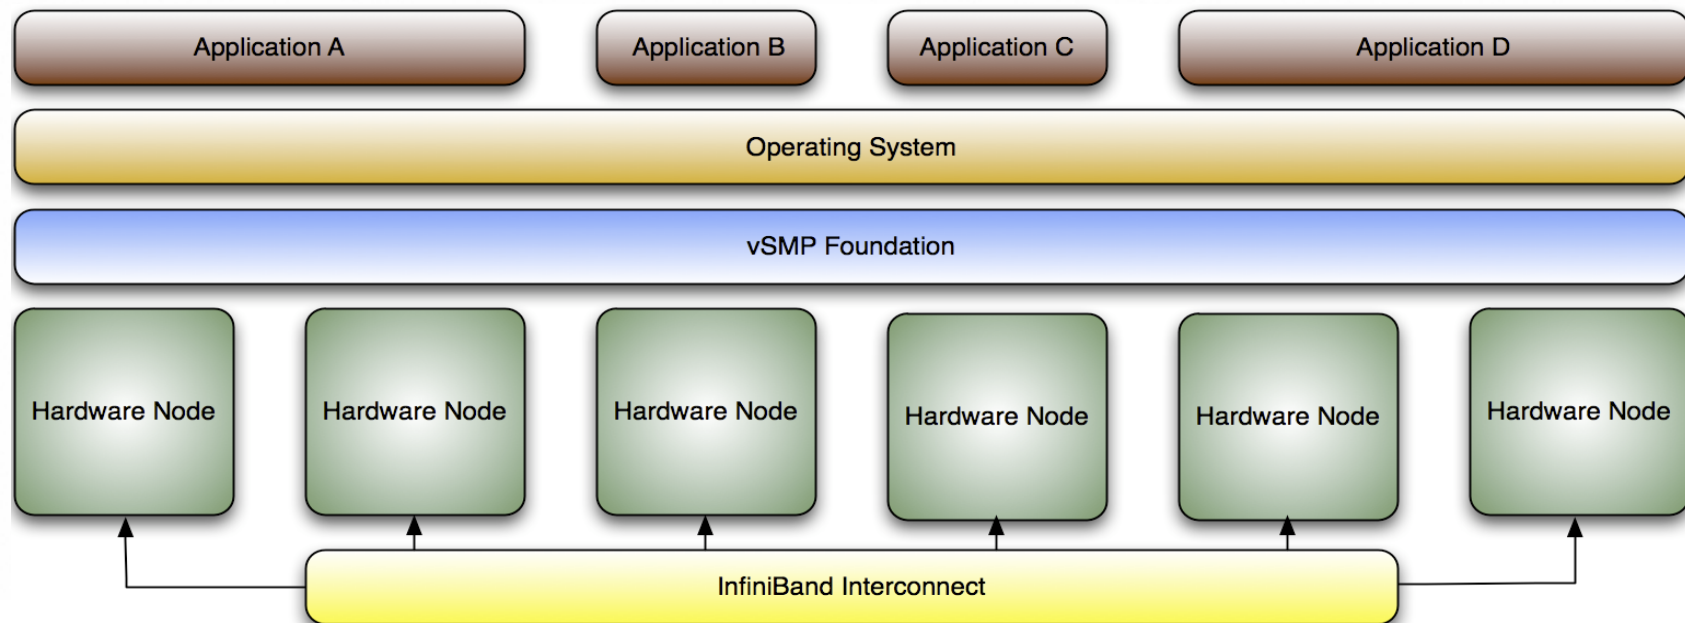 Application A
Application B
Application C
Application D
Operating System
vSMP Foundation
Hardware Node
Hardware Node
Hardware Node
Hardware Node
Hardware Node
Hardware Node
InfiniBand Interconnect